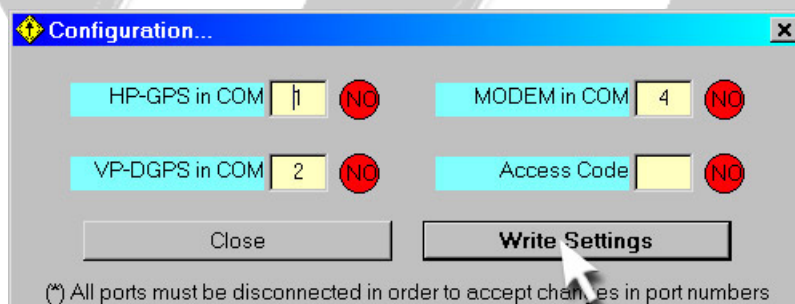 Configuration...
HP-GPS in COM 1 NO MODEM in COM 4 NO
VP-DGPS in COM 2 NO Access Code NO
Close Write Settings
(*) All ports must be disconnected in order to accept changes in port numbers